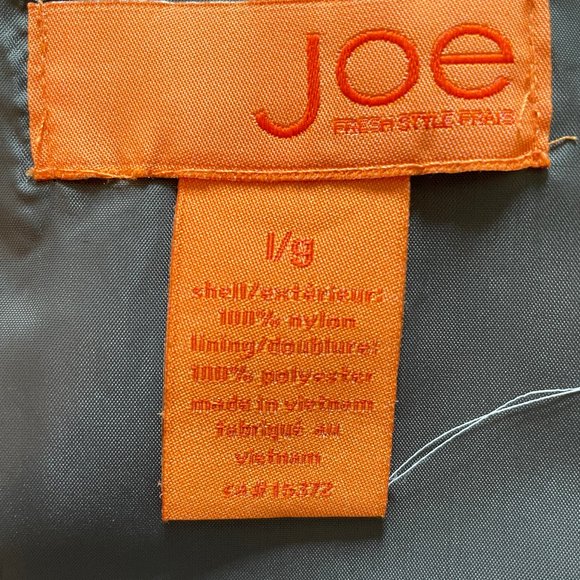 Joe
FRESH STYLE FRAIS
l/g
shell/extérieur:
100% nylon
lining/doublure:
100% polyester
made in vietnam
fabriqué au
vietnam
ca# 15372